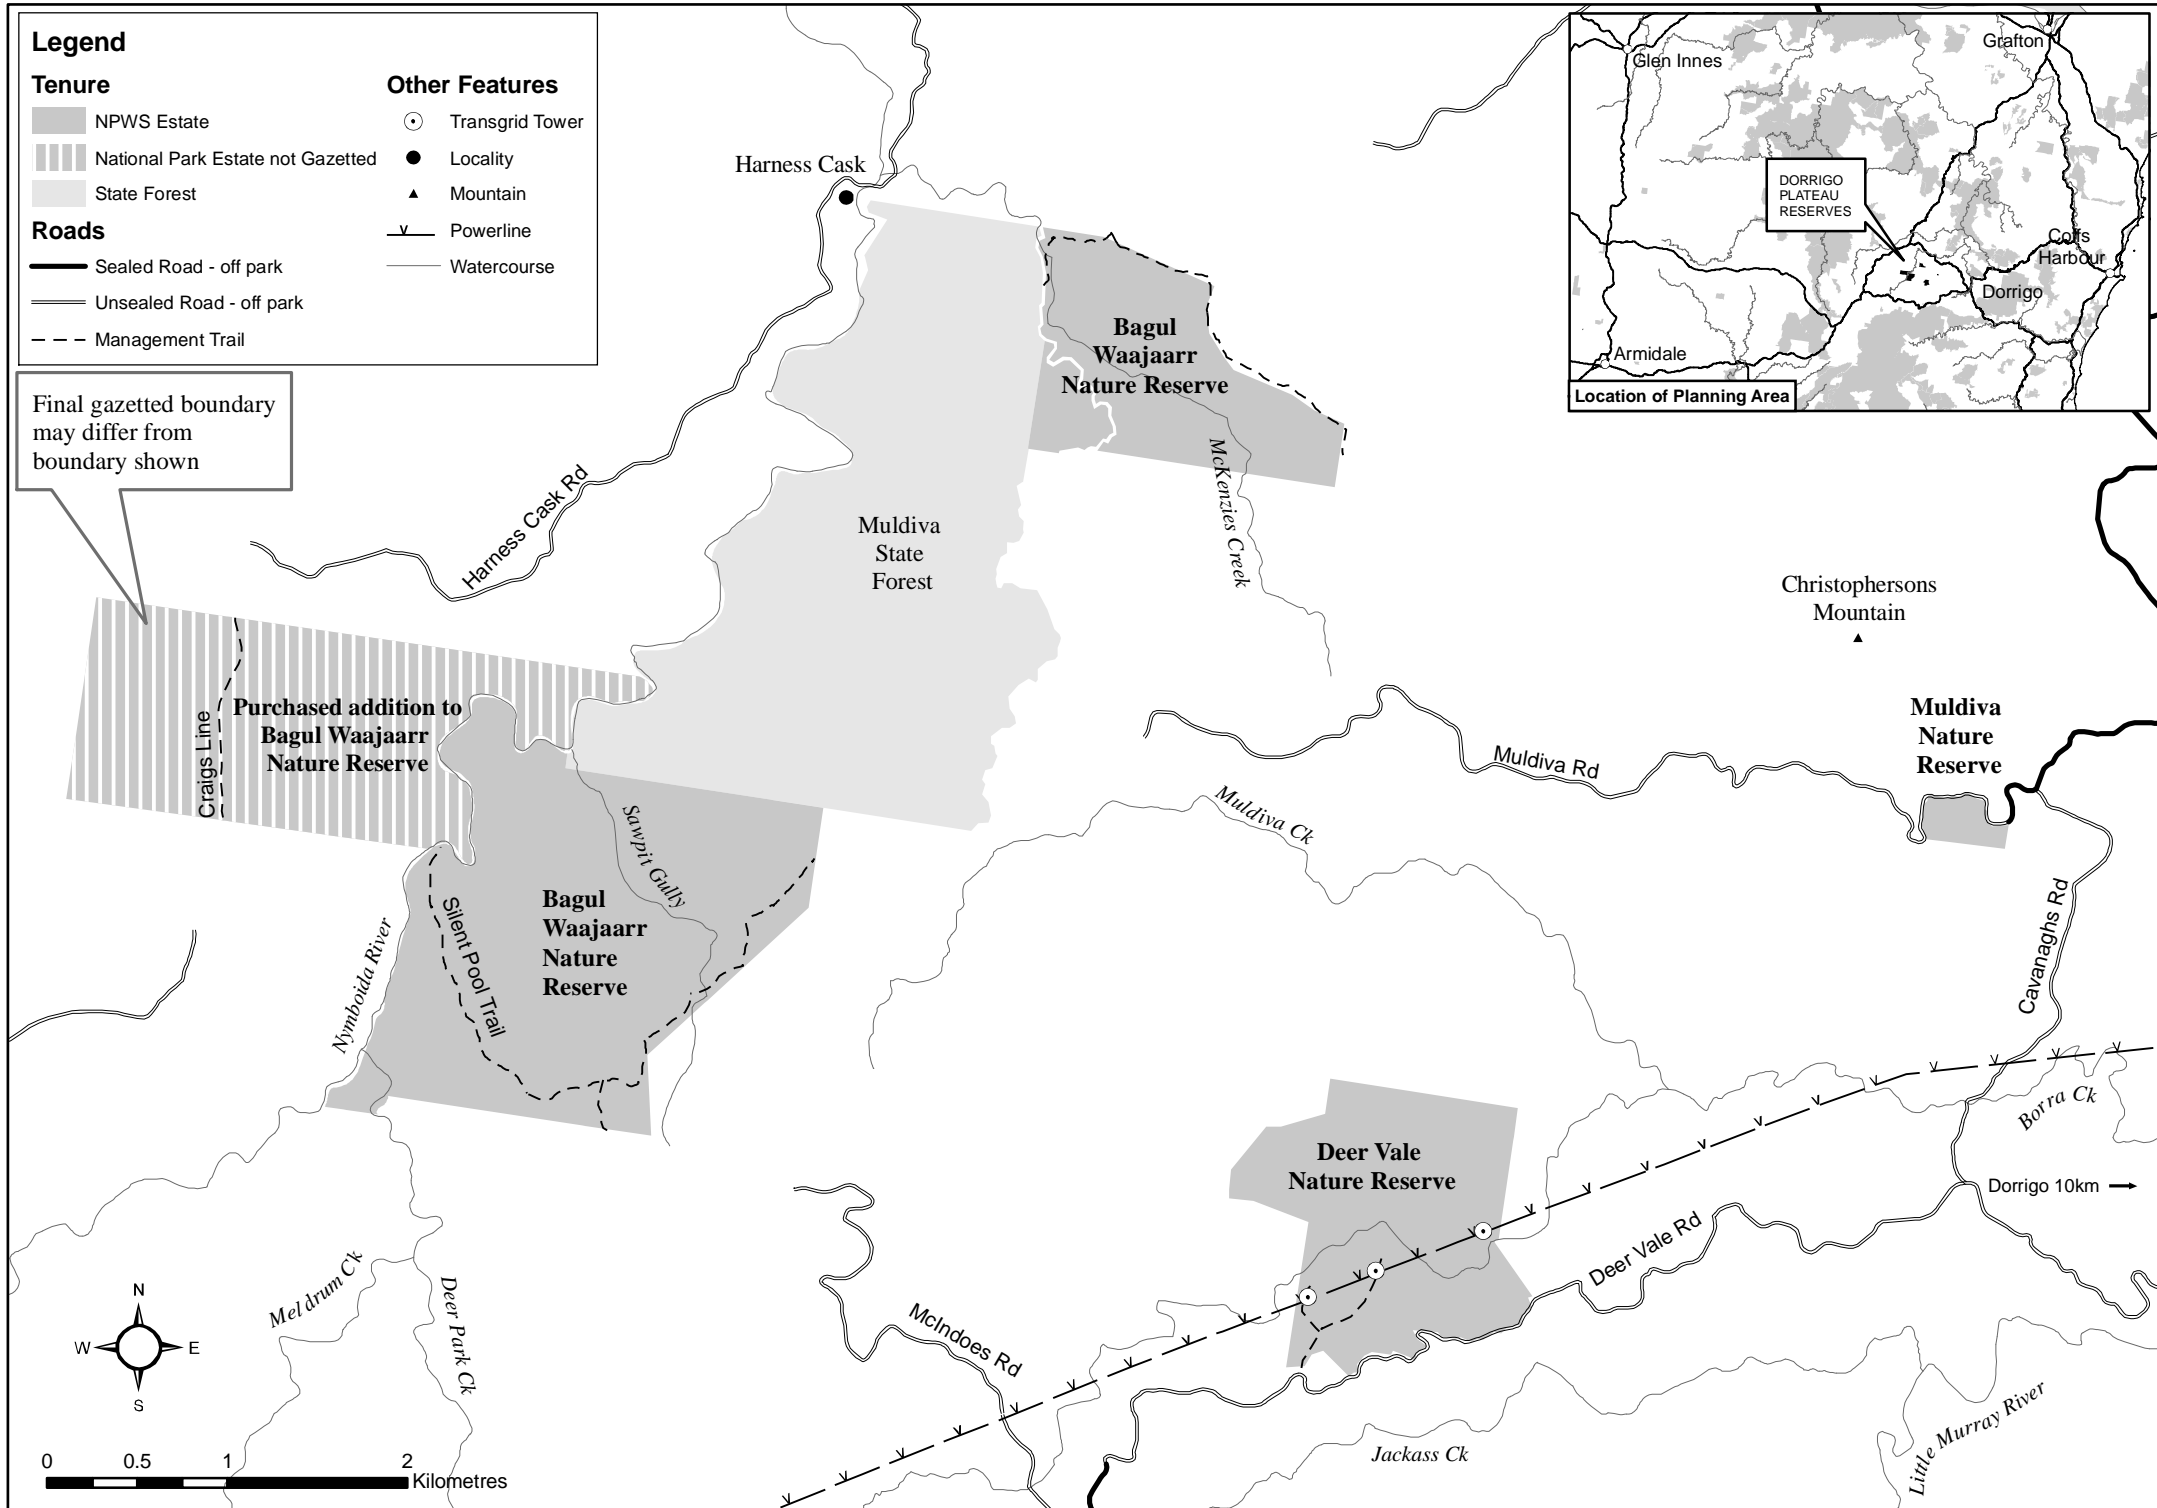 Legend
Tenure
NPWS Estate
National Park Estate not Gazetted
State Forest
Roads
Sealed Road - off park
Unsealed Road - off park
Management Trail
Other Features
Transgrid Tower
Locality
Mountain
Powerline
Watercourse
Final gazetted boundary
may differ from
boundary shown
Harness Cask
Harness Cask Rd
Glen Innes
Grafton
DORRIGO
PLATEAU
RESERVES
Coffs
Harbour
Dorrigo
Armidale
Location of Planning Area
Bagul
Waajaarr
Nature Reserve
McKenzies Creek
Muldiva
State
Forest
Christophersons
Mountain
Purchased addition to
Bagul Waajaarr
Nature Reserve
Craigs Line
Muldiva
Nature
Reserve
Muldiva Rd
Muldiva Ck
Sawpit Gully
Bagul
Waajaarr
Nature
Reserve
Silent Pool Trail
Nymboida River
Cavanaghs Rd
Borra Ck
Deer Vale
Nature Reserve
Dorrigo 10km
Deer Vale Rd
Meldrum Ck
Deer Park Ck
McIndoes Rd
Jackass Ck
Little Murray River
N
W
E
S
0
0.5
1
2
Kilometres